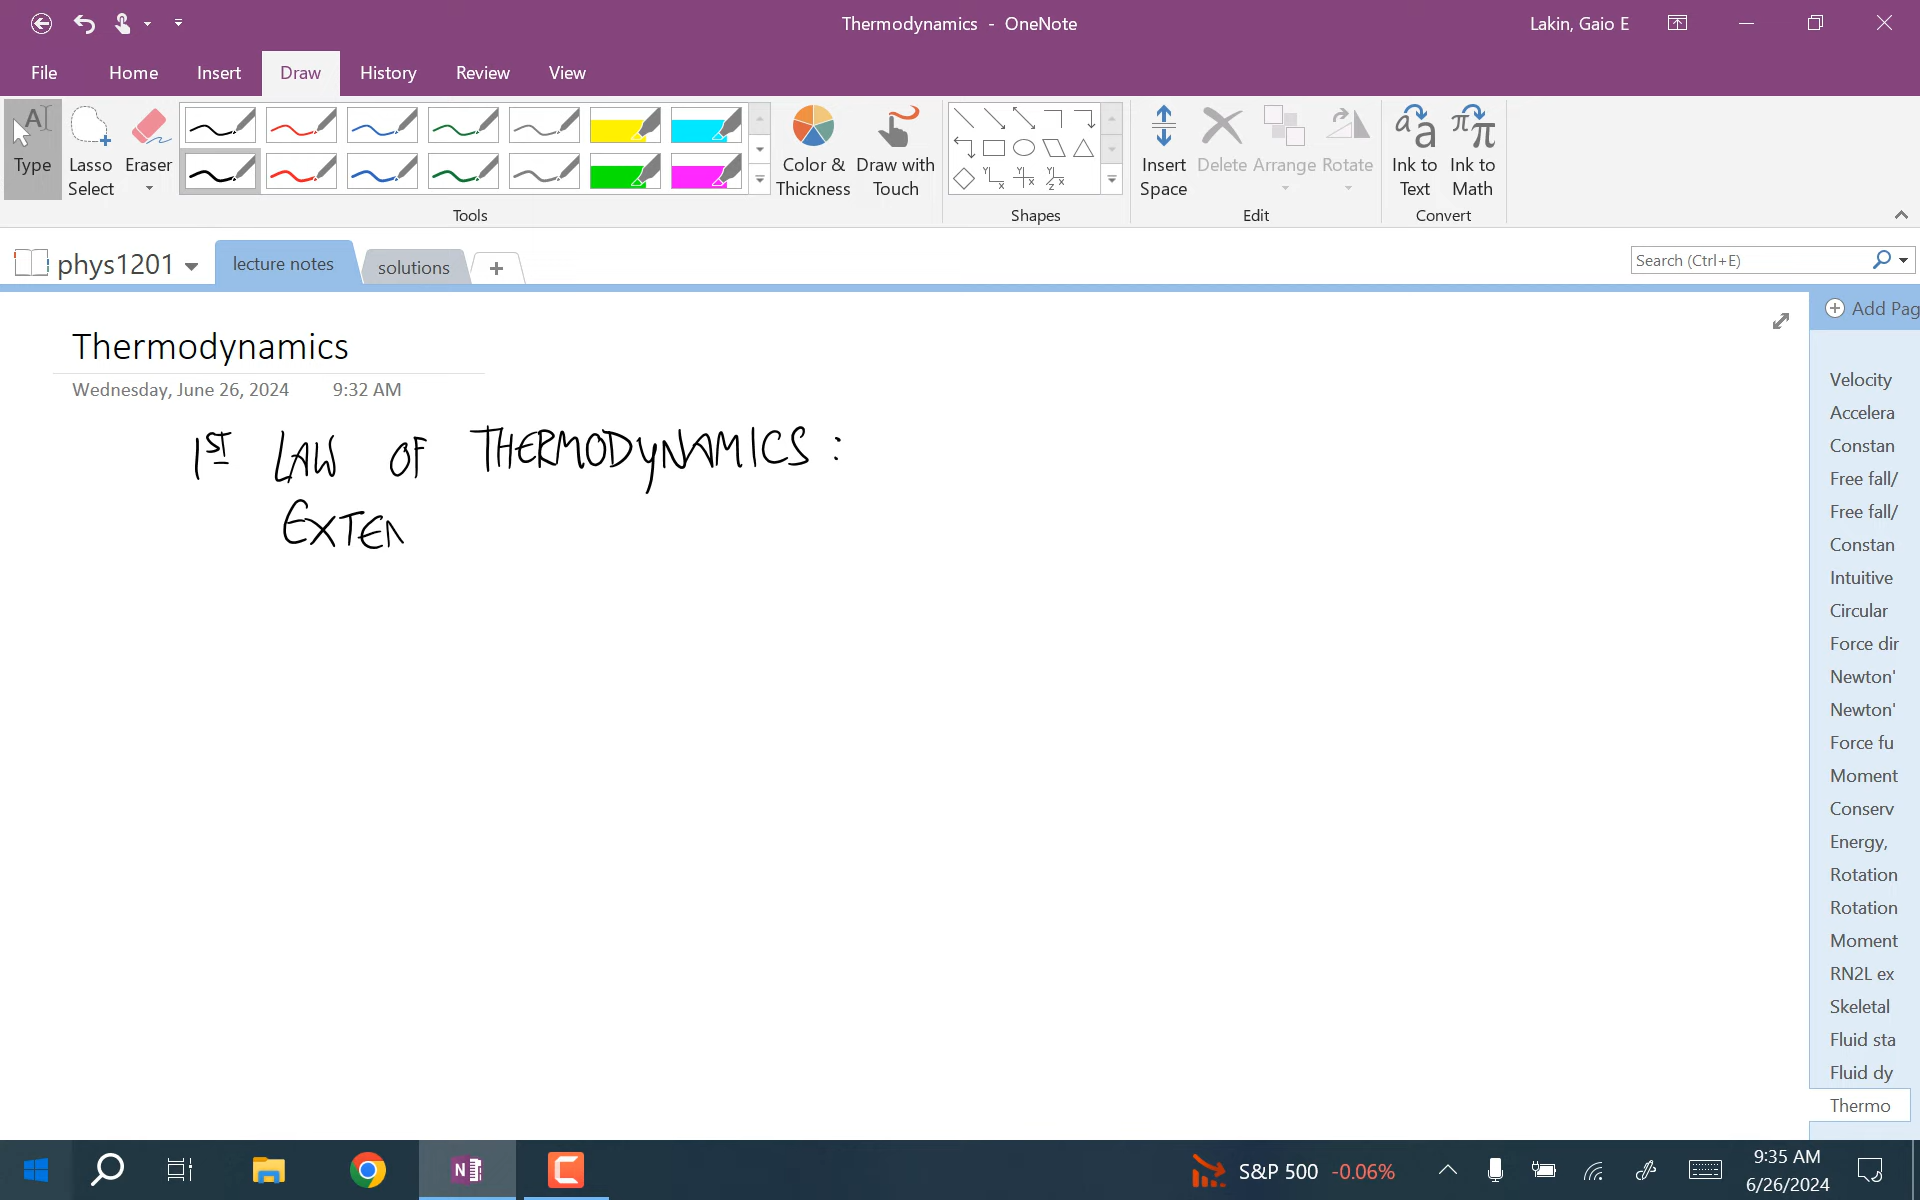 Thermodynamics - OneNote
Lakin, Gaio E
File Home Insert Draw History Review View
Type
Lasso Select
Eraser
Color & Thickness
Draw with Touch
Insert Space
Delete
Arrange
Rotate
Ink to Text
Ink to Math
Tools
Shapes
Edit
Convert
phys1201
lecture notes
solutions
Search (Ctrl+E)
Add Pag
Thermodynamics
Wednesday, June 26, 2024 9:32 AM
1ST LAW OF THERMODYNAMICS:
EXTEN
Velocity
Accelera
Constan
Free fall/
Free fall/
Constan
Intuitive
Circular
Force dir
Newton'
Newton'
Force fu
Moment
Conserv
Energy,
Rotation
Rotation
Moment
RN2L ex
Skeletal
Fluid sta
Fluid dy
Thermo
S&P 500 -0.06%
9:35 AM
6/26/2024